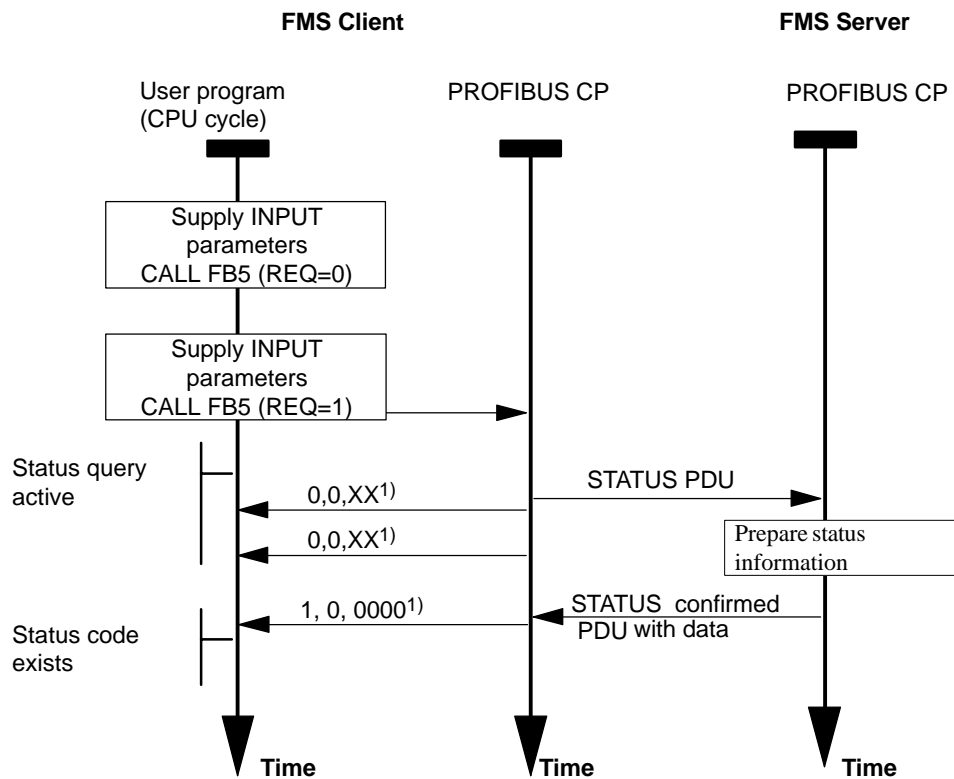 FMS Client
FMS Server
User program
(CPU cycle)
PROFIBUS CP
PROFIBUS CP
Supply INPUT
parameters
CALL FB5 (REQ=0)
Supply INPUT
parameters
CALL FB5 (REQ=1)
Status query
active
0,0,XX1)
STATUS PDU
0,0,XX1)
Prepare status
information
1, 0, 00001)
STATUS confirmed
PDU with data
Status code
exists
Time
Time
Time